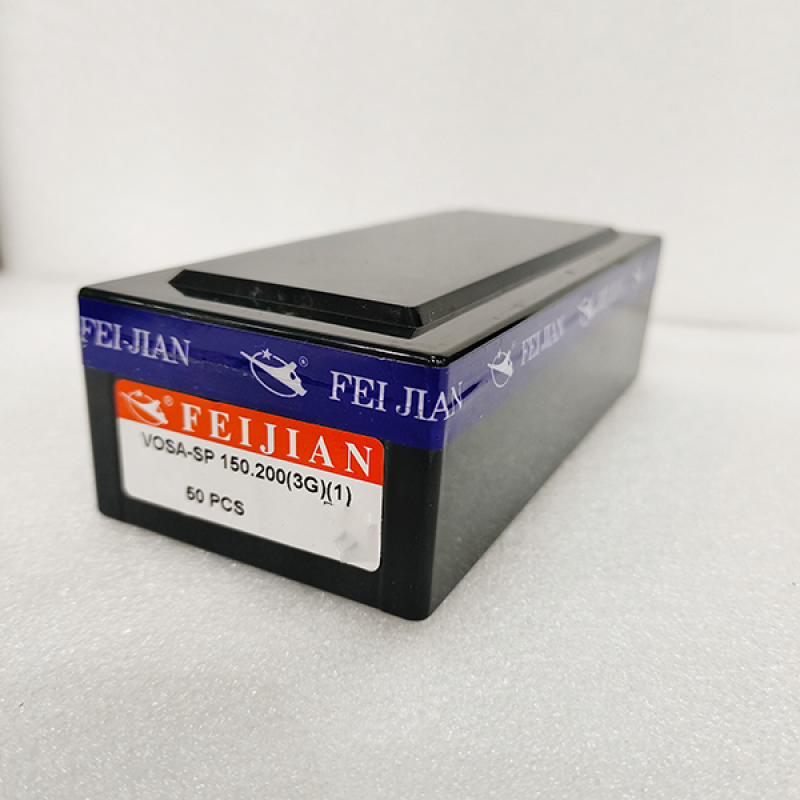 FEI-JIAN
® FEI JIAN
FEI JIAN
® FEIJIAN
VOSA-SP 150.200(3G)(1)
50 PCS